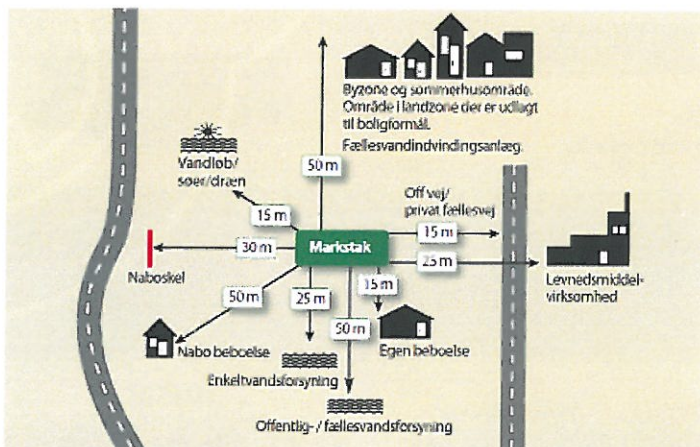 Byzone og sommerhusområde.
Område i landzone der er udlagt
til boligformål.
Fællesvandindvindingsanlæg.
Vandløb/
søer/dræn
50 m
Off vej/
privat fællesvej
15 m
15 m
Markstak
30 m
25 m
Naboskel
Levnedsmiddel-
virksomhed
50 m
25 m
15 m
50 m
Nabo beboelse
Egen beboelse
Enkeltvandsforsyning
Offentlig-/fællesvandsforsyning